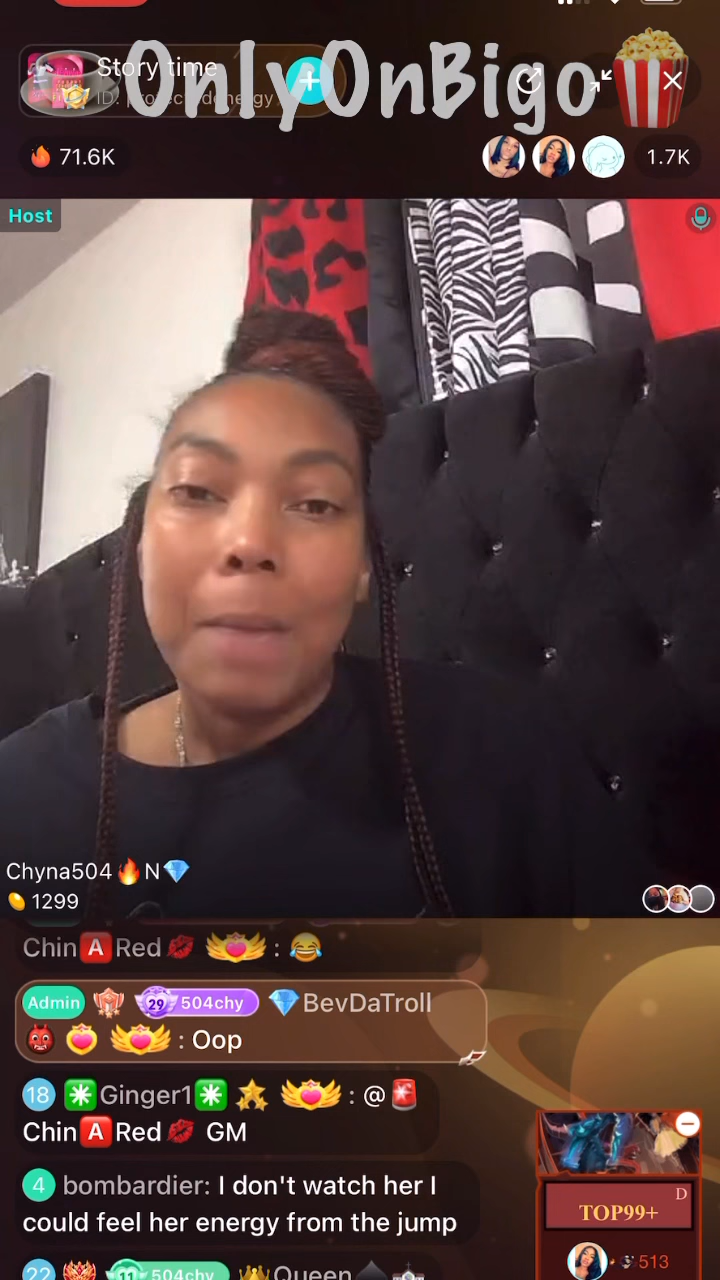 OnlyOnBigo
Story time
71.6K
1.7K
Host
Chyna504🔥N💎
1299
Chin🅰Red💋 : 😂
Admin 29 504chy 💎BevDaTroll
👹 : Oop
18 ✳Ginger1✳ : @🚨
Chin🅰Red💋 GM
4 bombardier: I don't watch her I
could feel her energy from the jump
D
TOP99+
513
22 11 504chy 👑Queen♠